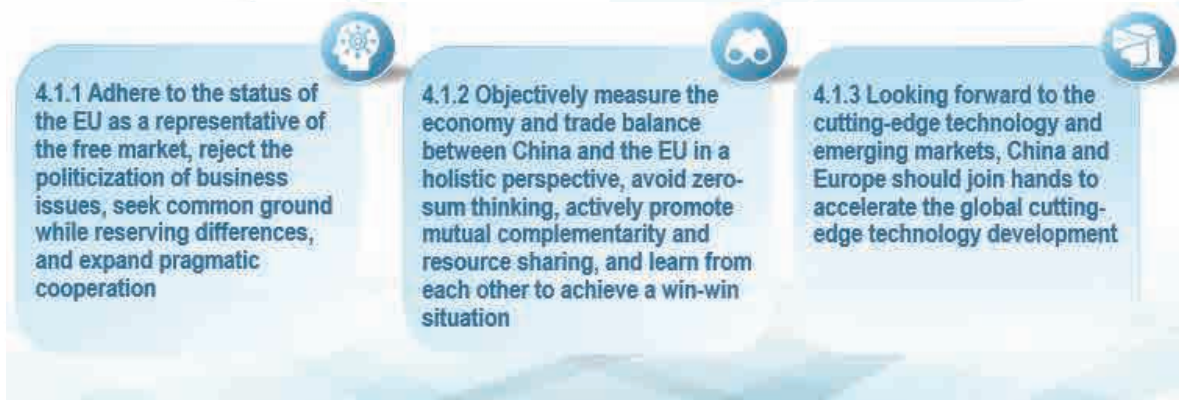 4.1.1 Adhere to the status of
the EU as a representative of
the free market, reject the
politicization of business
issues, seek common ground
while reserving differences,
and expand pragmatic
cooperation
4.1.2 Objectively measure the
economy and trade balance
between China and the EU in a
holistic perspective, avoid zero-
sum thinking, actively promote
mutual complementarity and
resource sharing, and learn from
each other to achieve a win-win
situation
4.1.3 Looking forward to the
cutting-edge technology and
emerging markets, China and
Europe should join hands to
accelerate the global cutting-
edge technology development